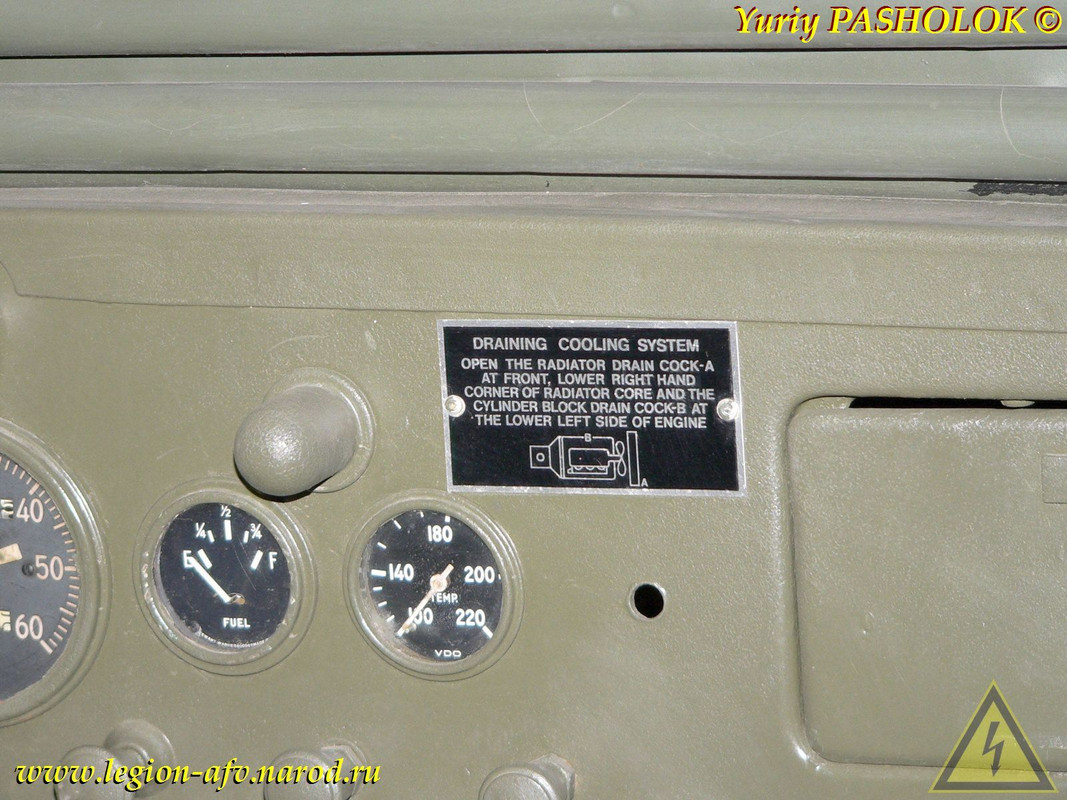 Yuriy PASHOLOK ©
DRAINING COOLING SYSTEM
OPEN THE RADIATOR DRAIN COCK-A
AT FRONT, LOWER RIGHT HAND
CORNER OF RADIATOR CORE AND THE
CYLINDER BLOCK DRAIN COCK-B AT
THE LOWER LEFT SIDE OF ENGINE
B
A
40
50
60
1/4 1/2 3/4
E F
FUEL
180
140 200
TEMP.
100 220
VDO
www.legion-afv.narod.ru